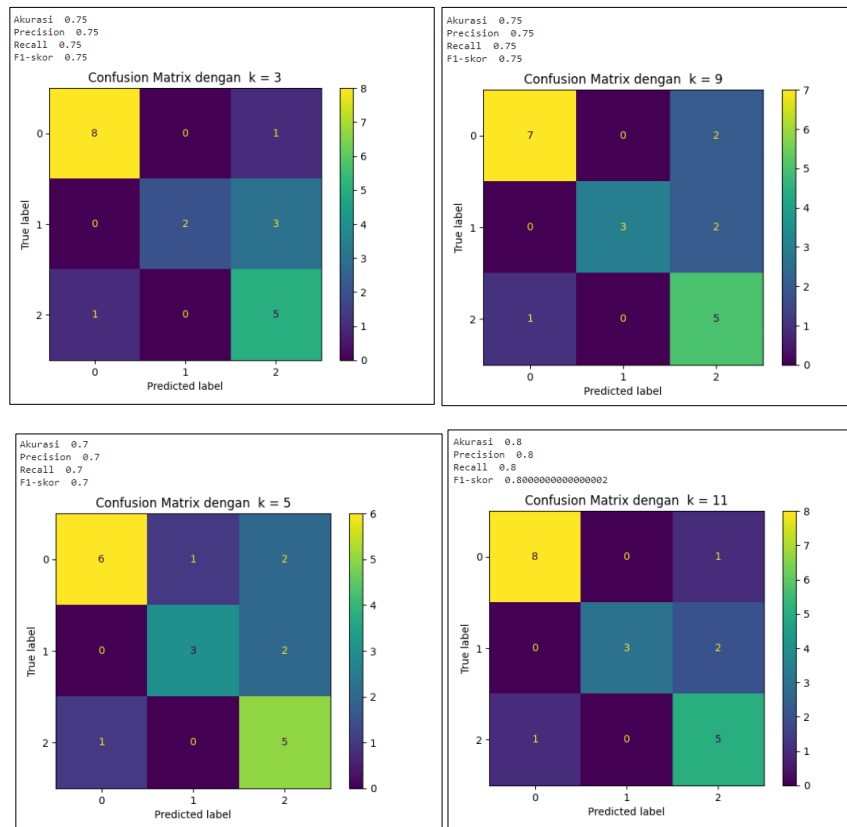 Akurasi  0.75
Precision  0.75
Recall  0.75
F1-skor  0.75
Confusion Matrix dengan  k = 3
8
7
6
5
4
3
2
1
0
0
1
2
True label
8 0 1
0 2 3
1 0 5
0 1 2
Predicted label
Akurasi  0.75
Precision  0.75
Recall  0.75
F1-skor  0.75
Confusion Matrix dengan  k = 9
7
6
5
4
3
2
1
0
0
1
2
True label
7 0 2
0 3 2
1 0 5
0 1 2
Predicted label
Akurasi  0.7
Precision  0.7
Recall  0.7
F1-skor  0.7
Confusion Matrix dengan  k = 5
6
5
4
3
2
1
0
0
1
2
True label
6 1 2
0 3 2
1 0 5
0 1 2
Predicted label
Akurasi  0.8
Precision  0.8
Recall  0.8
F1-skor  0.8000000000000002
Confusion Matrix dengan  k = 11
8
7
6
5
4
3
2
1
0
0
1
2
True label
8 0 1
0 3 2
1 0 5
0 1 2
Predicted label